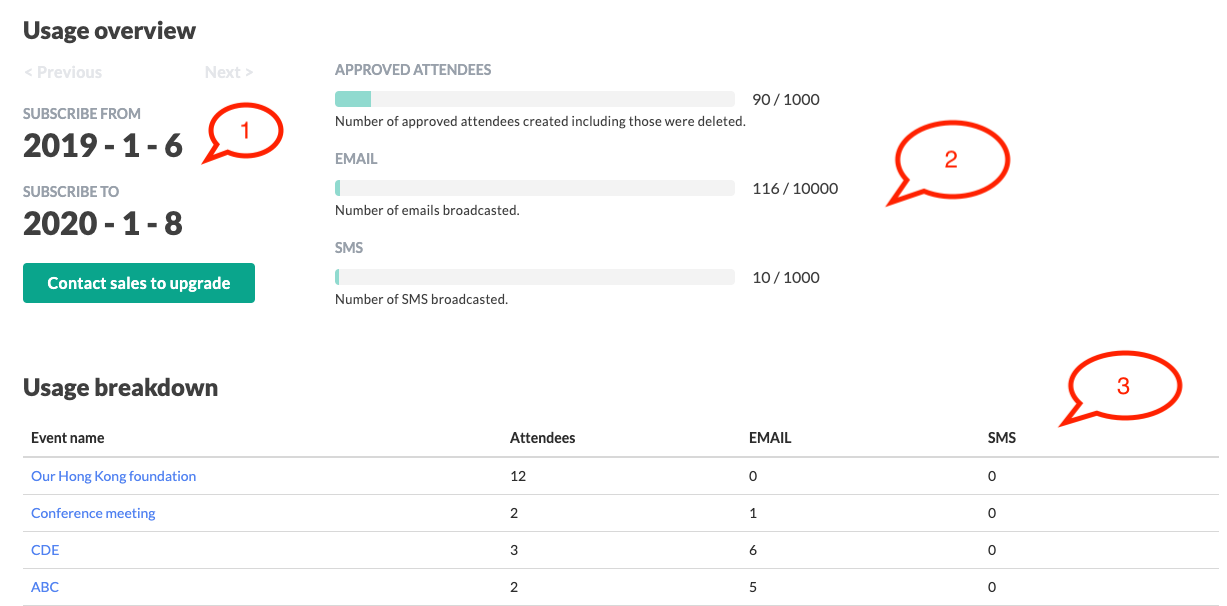 Usage overview
< Previous Next >
SUBSCRIBE FROM
2019 - 1 - 6
1
SUBSCRIBE TO
2020 - 1 - 8
Contact sales to upgrade
APPROVED ATTENDEES
90 / 1000
Number of approved attendees created including those were deleted.
EMAIL
116 / 10000
Number of emails broadcasted.
SMS
10 / 1000
Number of SMS broadcasted.
2
Usage breakdown
3
Event name Attendees EMAIL SMS
Our Hong Kong foundation 12 0 0
Conference meeting 2 1 0
CDE 3 6 0
ABC 2 5 0